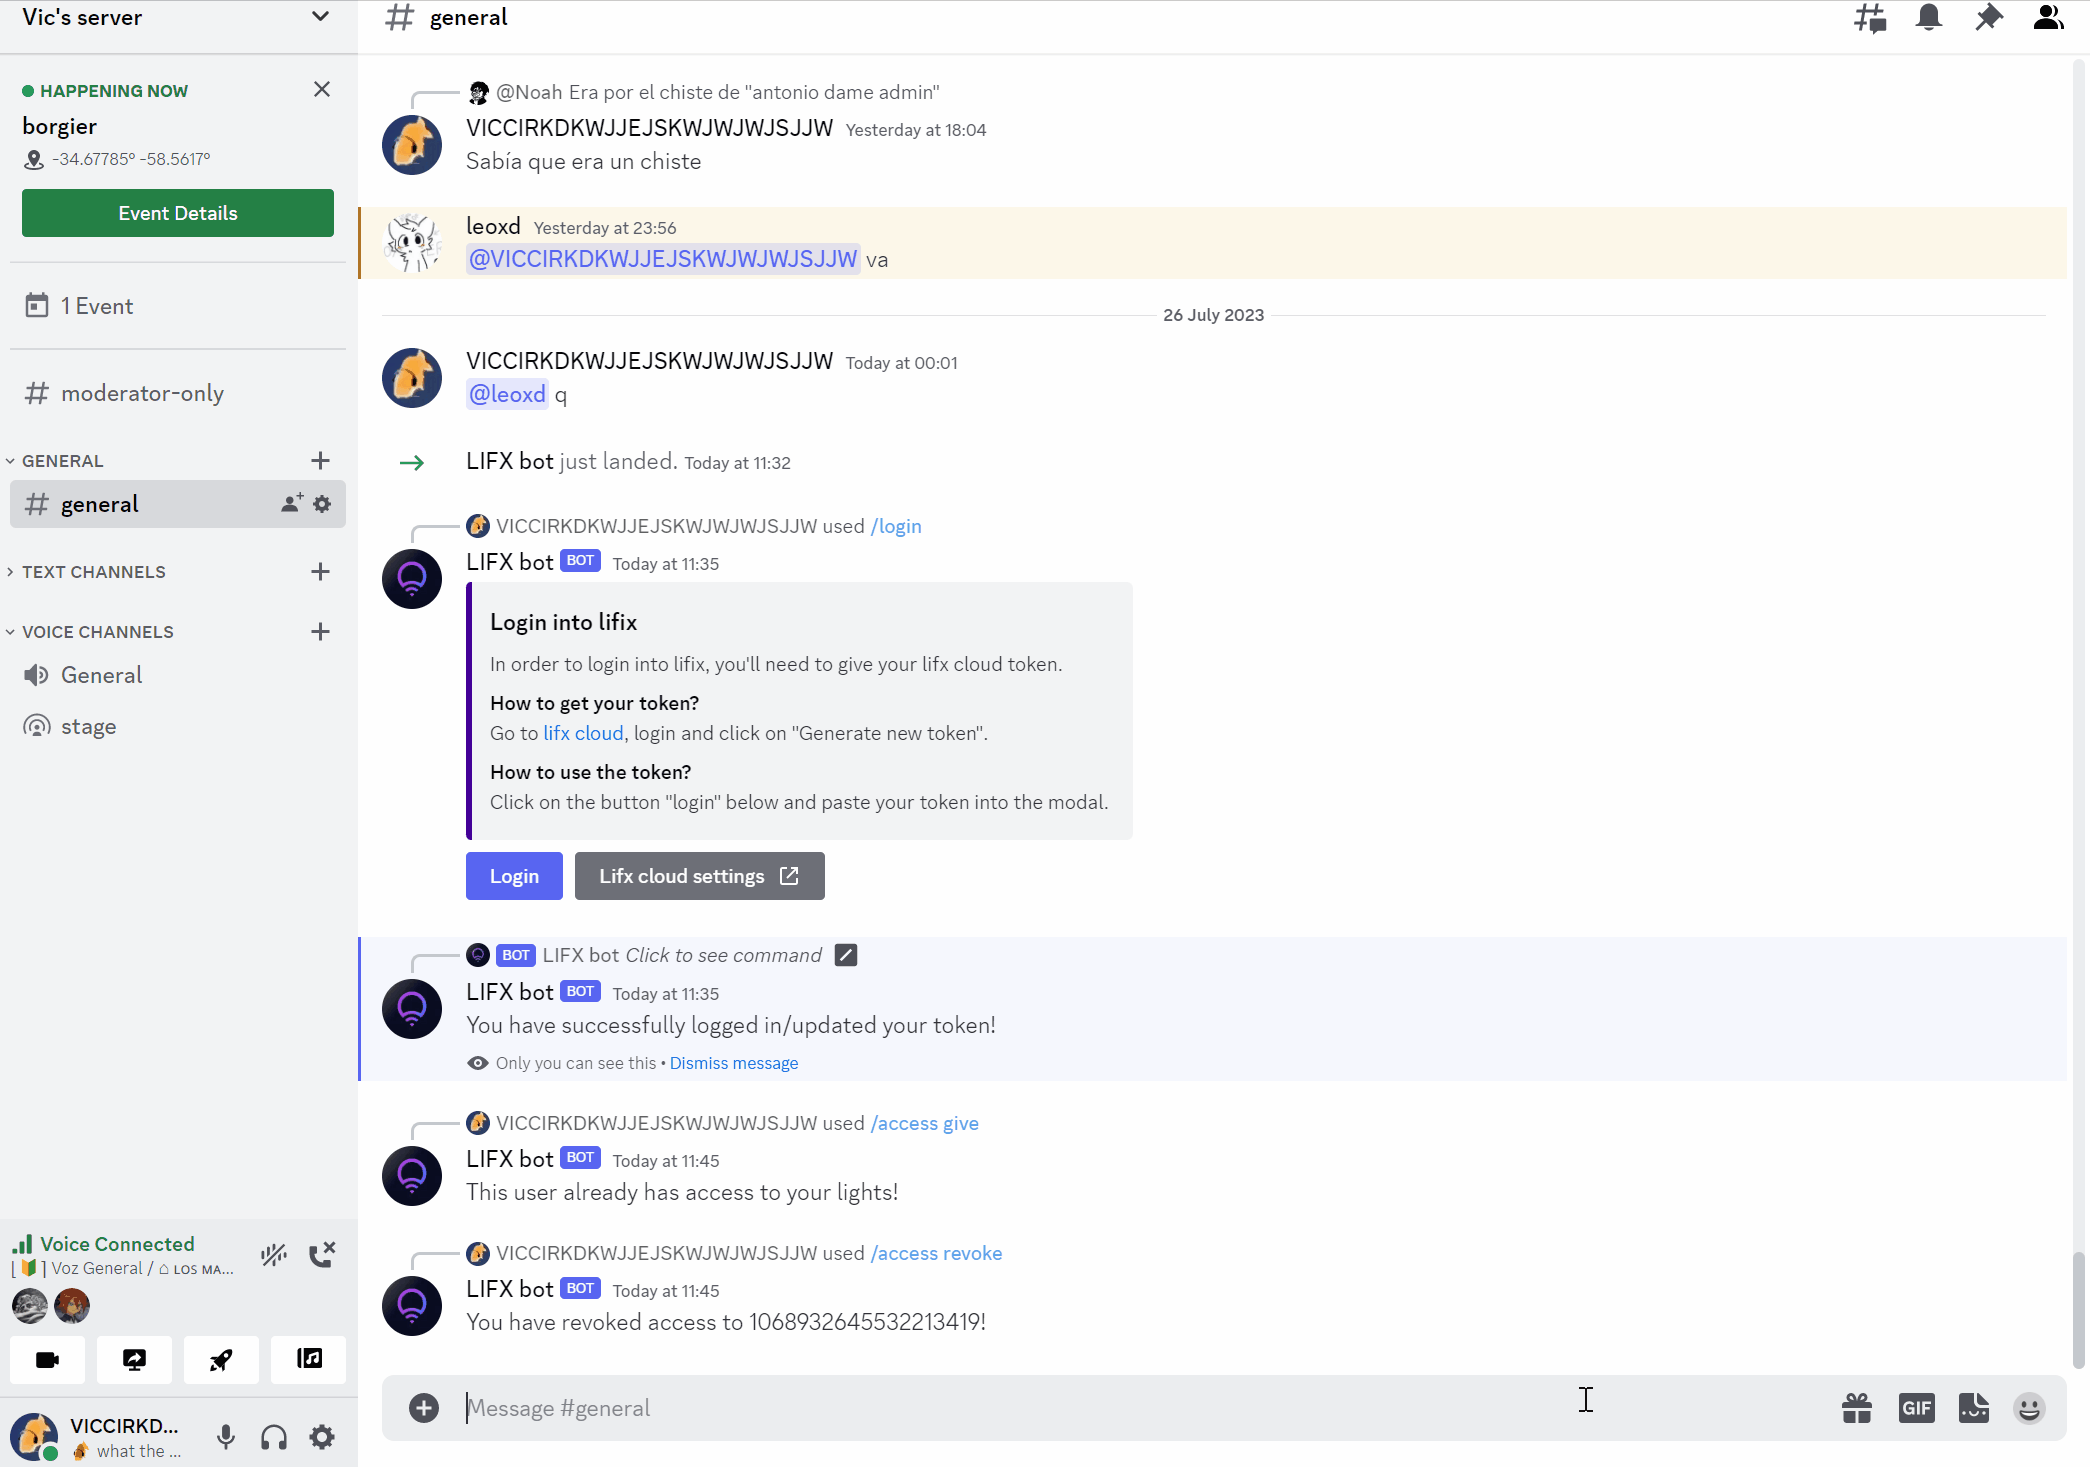 Vic's server
HAPPENING NOW
borgier
-34.67785° -58.5617°
Event Details
1 Event
moderator-only
GENERAL
general
TEXT CHANNELS
VOICE CHANNELS
General
stage
Voice Connected
[ ] Voz General / ⌂ LOS MA...
VICCIRKD...
what the ...
general
@Noah Era por el chiste de "antonio dame admin"
VICCIRKDKWJJEJSKWJWJWJSJJW Yesterday at 18:04
Sabía que era un chiste
leoxd Yesterday at 23:56
@VICCIRKDKWJJEJSKWJWJWJSJJW va
26 July 2023
VICCIRKDKWJJEJSKWJWJWJSJJW Today at 00:01
@leoxd q
LIFX bot just landed. Today at 11:32
VICCIRKDKWJJEJSKWJWJWJSJJW used /login
LIFX bot BOT Today at 11:35
Login into lifix
In order to login into lifix, you'll need to give your lifx cloud token.
How to get your token?
Go to lifx cloud, login and click on "Generate new token".
How to use the token?
Click on the button "login" below and paste your token into the modal.
Login
Lifx cloud settings
BOT LIFX bot Click to see command
LIFX bot BOT Today at 11:35
You have successfully logged in/updated your token!
Only you can see this • Dismiss message
VICCIRKDKWJJEJSKWJWJWJSJJW used /access give
LIFX bot BOT Today at 11:45
This user already has access to your lights!
VICCIRKDKWJJEJSKWJWJWJSJJW used /access revoke
LIFX bot BOT Today at 11:45
You have revoked access to 1068932645532213419!
Message #general
GIF